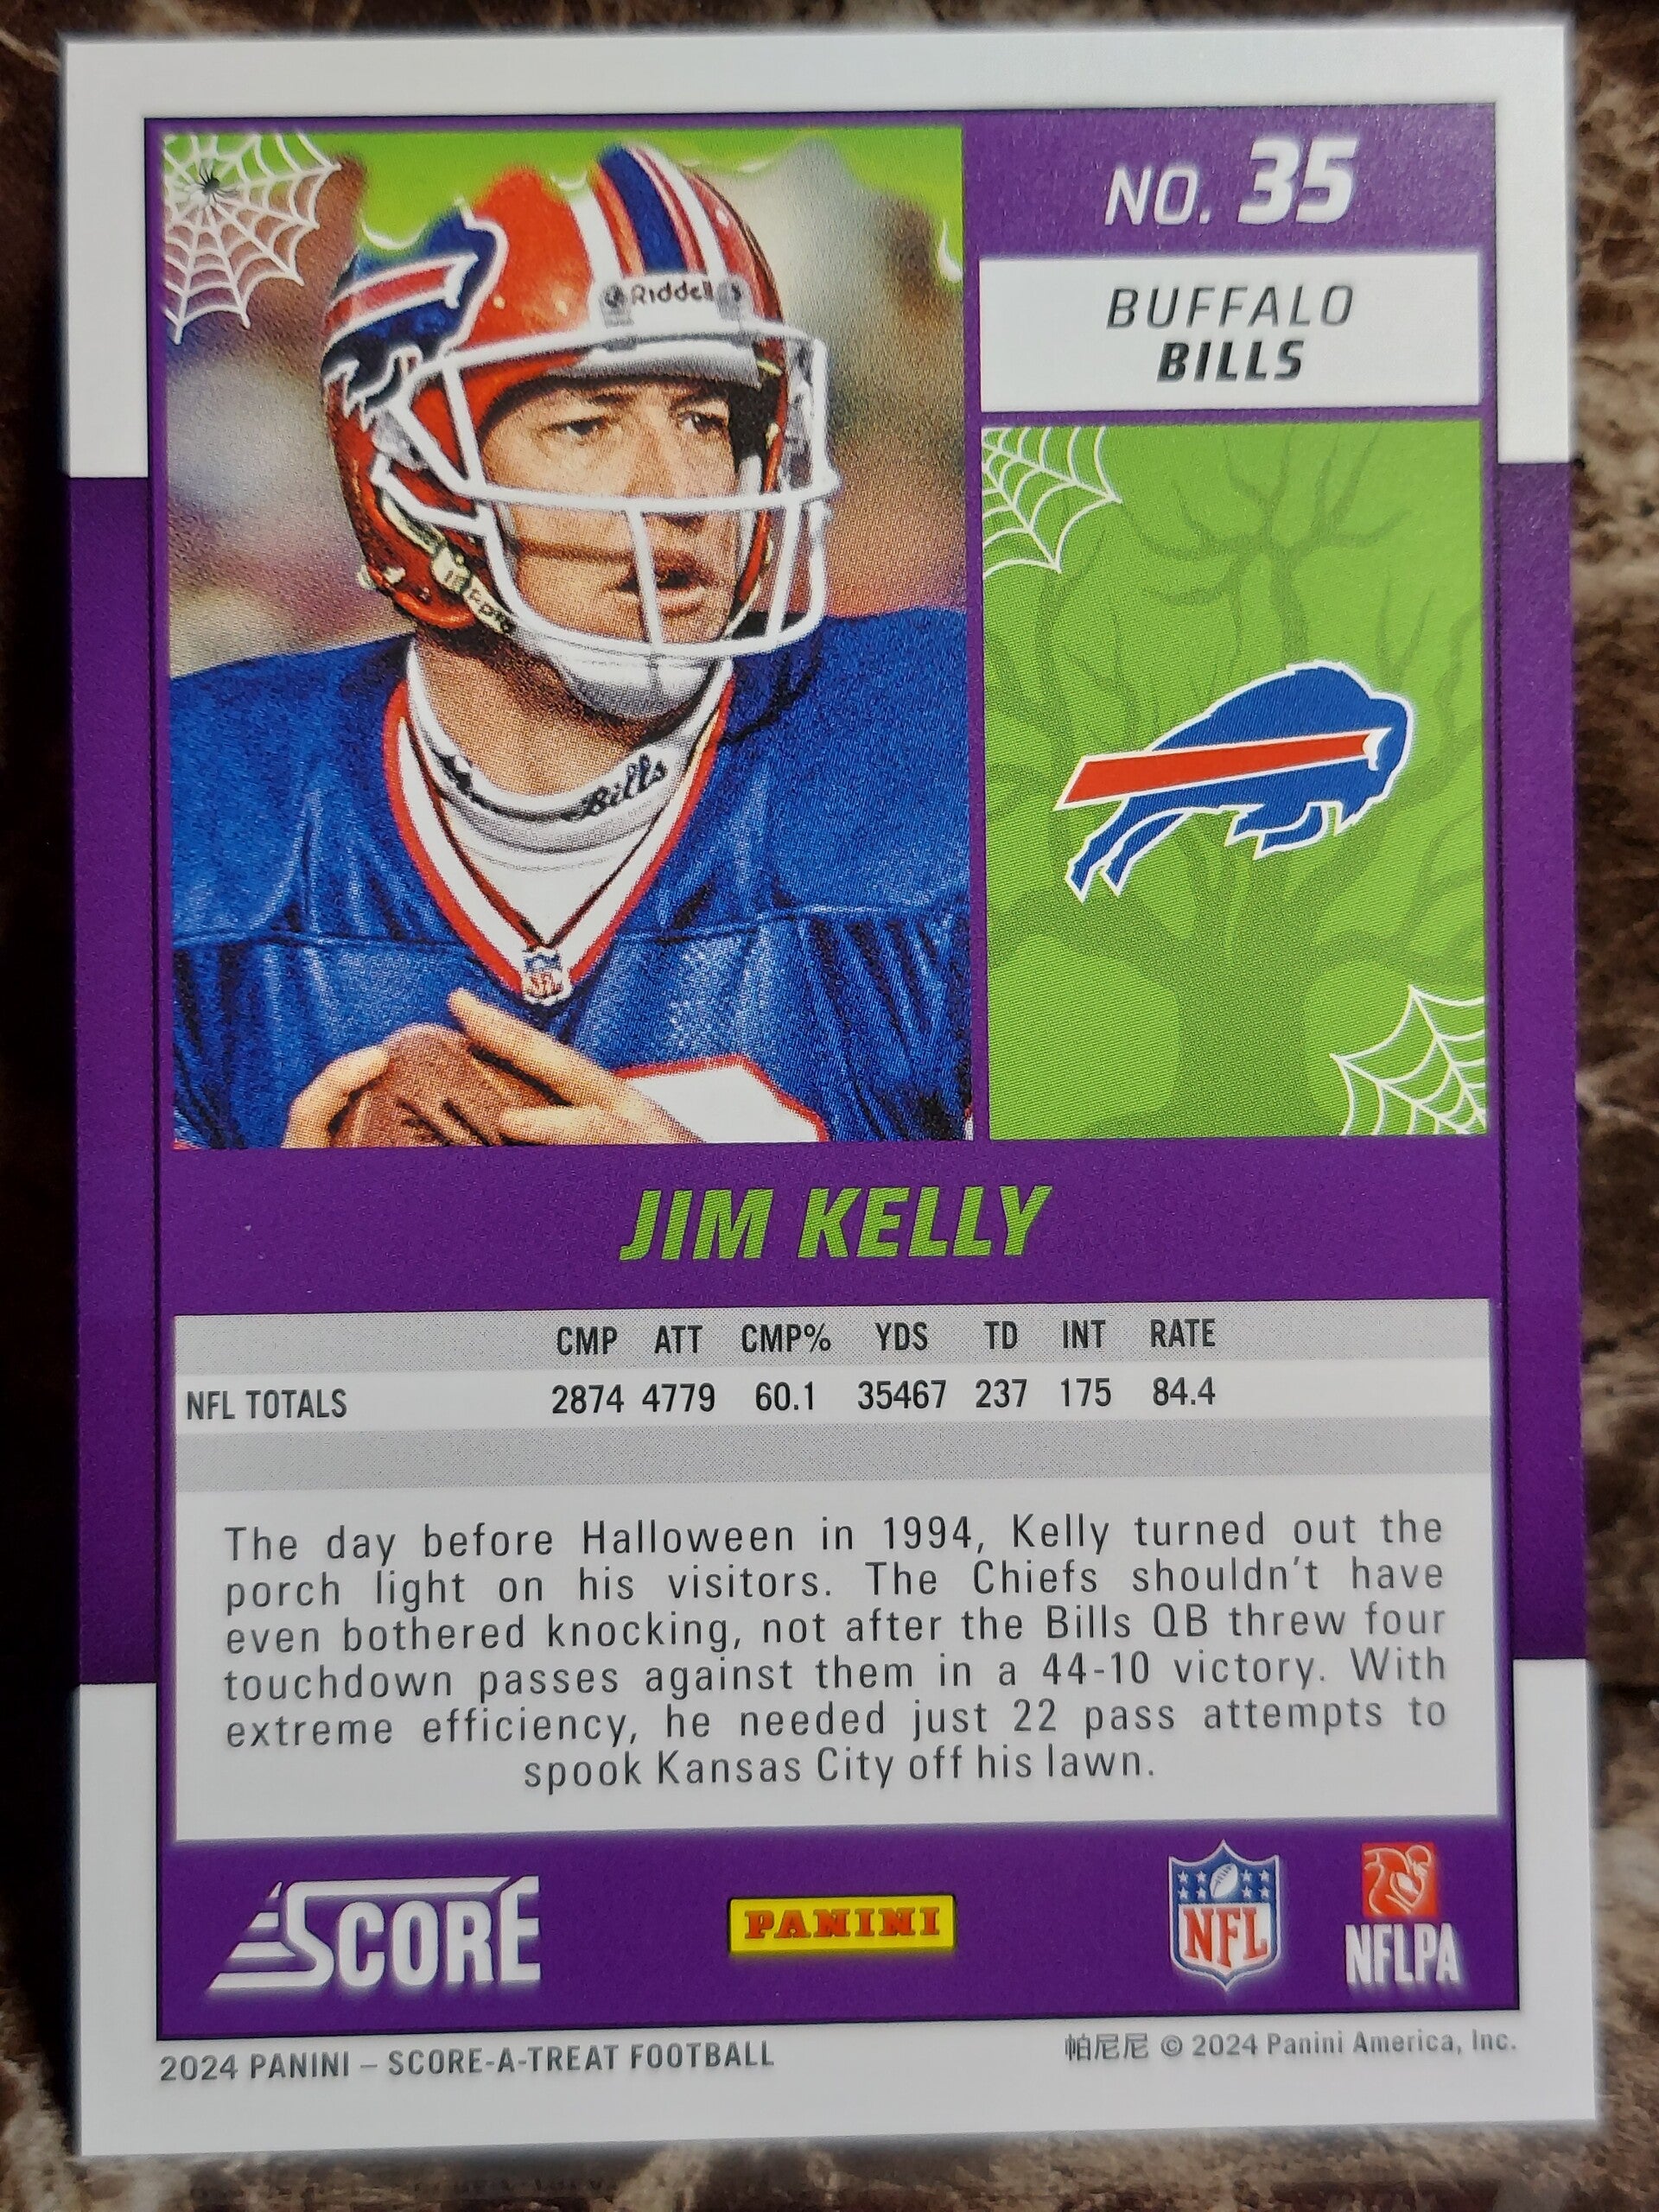 NO. 35
BUFFALO
BILLS
Riddell
Bills
NFL
JIM KELLY
CMP ATT CMP% YDS TD INT RATE
NFL TOTALS 2874 4779 60.1 35467 237 175 84.4
The day before Halloween in 1994, Kelly turned out the
porch light on his visitors. The Chiefs shouldn't have
even bothered knocking, not after the Bills QB threw four
touchdown passes against them in a 44-10 victory. With
extreme efficiency, he needed just 22 pass attempts to
spook Kansas City off his lawn.
SCORE PANINI NFL NFLPA
2024 PANINI – SCORE-A-TREAT FOOTBALL 帕尼尼 © 2024 Panini America, Inc.